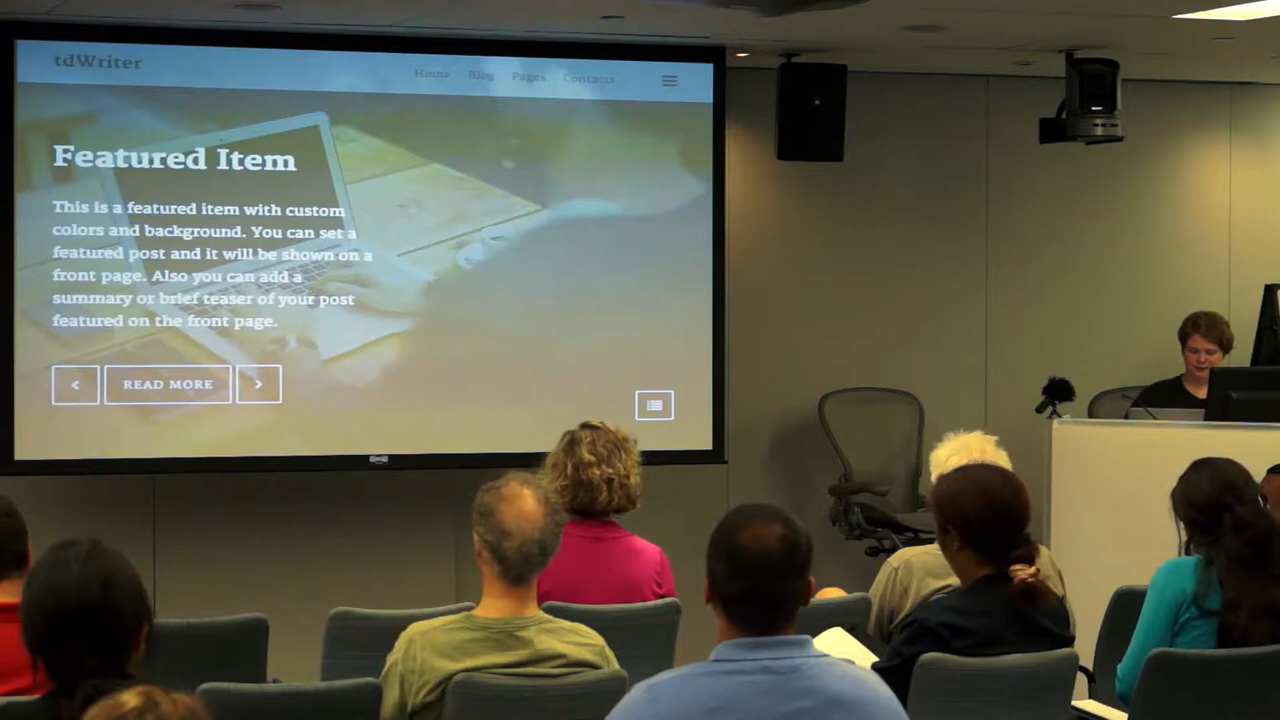 tdWriter
Home Blog Pages Contacts
Featured Item
This is a featured item with custom
colors and background. You can set a
featured post and it will be shown on a
front page. Also you can add a
summary or brief teaser of your post
featured on the front page.
READ MORE